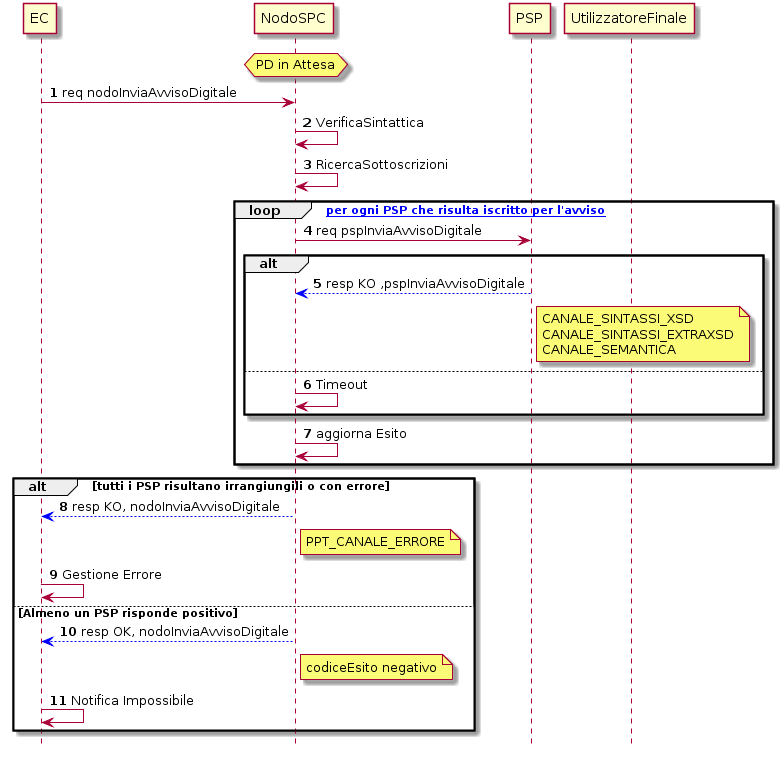 EC NodoSPC PSP UtilizzatoreFinale
PD in Attesa
1 req nodoInviaAvvisoDigitale
2 VerificaSintattica
3 RicercaSottoscrizioni
loop per ogni PSP che risulta iscritto per l'avviso
4 req pspInviaAvvisoDigitale
alt
5 resp KO ,pspInviaAvvisoDigitale
CANALE_SINTASSI_XSD
CANALE_SINTASSI_EXTRAXSD
CANALE_SEMANTICA
6 Timeout
7 aggiorna Esito
alt [tutti i PSP risultano irrangiungili o con errore]
8 resp KO, nodoInviaAvvisoDigitale
PPT_CANALE_ERRORE
9 Gestione Errore
[Almeno un PSP risponde positivo]
10 resp OK, nodoInviaAvvisoDigitale
codiceEsito negativo
11 Notifica Impossibile